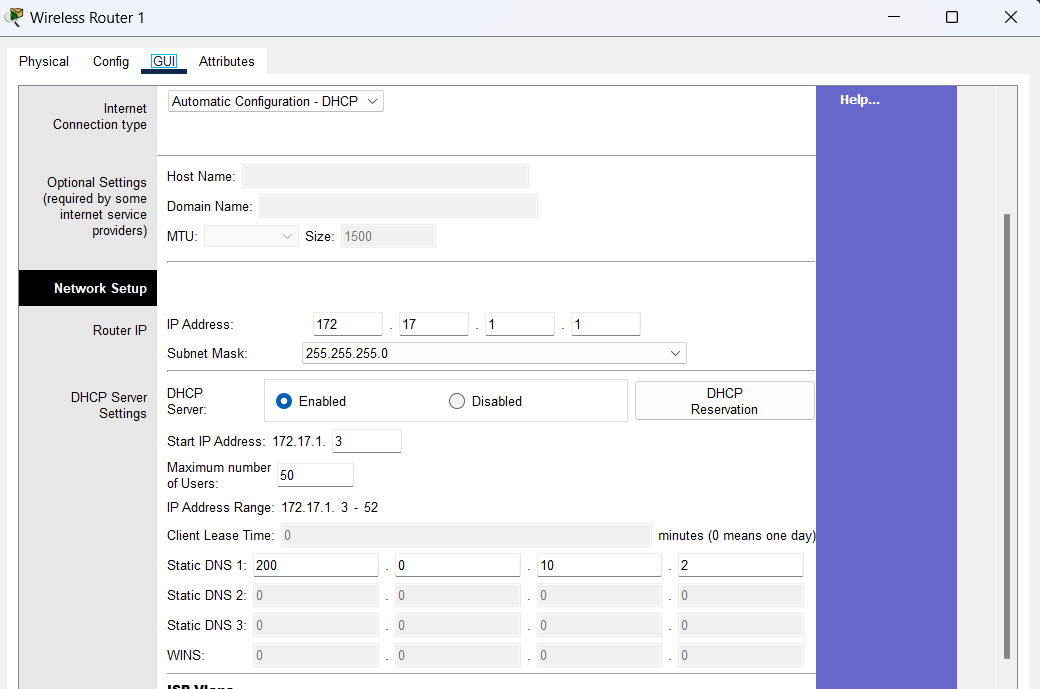 Wireless Router 1
Physical Config GUI Attributes
Internet
Connection type
Automatic Configuration - DHCP
Help...
Optional Settings
(required by some
internet service
providers)
Host Name:
Domain Name:
MTU: Size: 1500
Network Setup
Router IP
IP Address: 172 . 17 . 1 . 1
Subnet Mask: 255.255.255.0
DHCP Server
Settings
DHCP
Server:
Enabled Disabled
DHCP
Reservation
Start IP Address: 172.17.1. 3
Maximum number
of Users: 50
IP Address Range: 172.17.1. 3 - 52
Client Lease Time: 0 minutes (0 means one day)
Static DNS 1: 200 . 0 . 10 . 2
Static DNS 2: 0 . 0 . 0 . 0
Static DNS 3: 0 . 0 . 0 . 0
WINS: 0 . 0 . 0 . 0